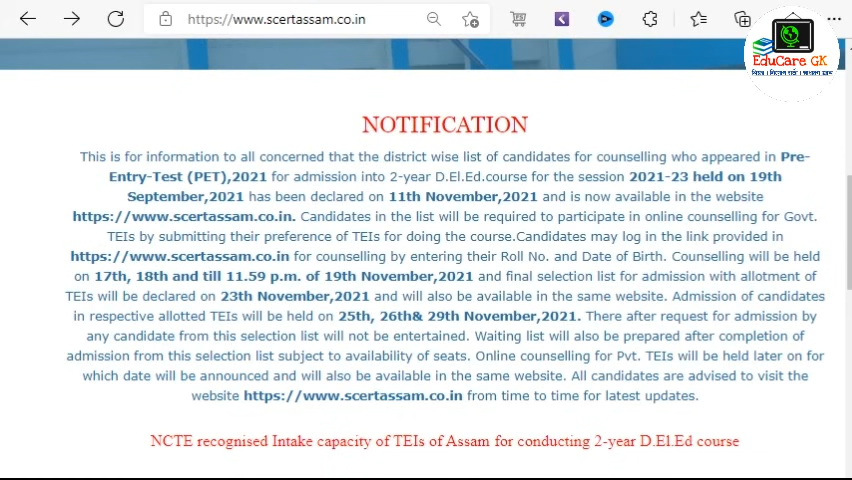 https://www.scertassam.co.in
EduCare GK
NOTIFICATION
This is for information to all concerned that the district wise list of candidates for counselling who appeared in Pre-
Entry-Test (PET),2021 for admission into 2-year D.El.Ed.course for the session 2021-23 held on 19th
September,2021 has been declared on 11th November,2021 and is now available in the website
https://www.scertassam.co.in. Candidates in the list will be required to participate in online counselling for Govt.
TEIs by submitting their preference of TEIs for doing the course.Candidates may log in the link provided in
https://www.scertassam.co.in for counselling by entering their Roll No. and Date of Birth. Counselling will be held
on 17th, 18th and till 11.59 p.m. of 19th November,2021 and final selection list for admission with allotment of
TEIs will be declared on 23th November,2021 and will also be available in the same website. Admission of candidates
in respective allotted TEIs will be held on 25th, 26th& 29th November,2021. There after request for admission by
any candidate from this selection list will not be entertained. Waiting list will also be prepared after completion of
admission from this selection list subject to availability of seats. Online counselling for Pvt. TEIs will be held later on for
which date will be announced and will also be available in the same website. All candidates are advised to visit the
website https://www.scertassam.co.in from time to time for latest updates.
NCTE recognised Intake capacity of TEIs of Assam for conducting 2-year D.El.Ed course